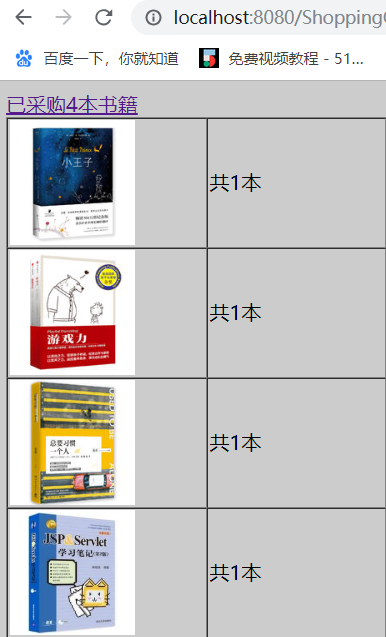 localhost:8080/Shopping
百度一下，你就知道
免费视频教程 - 51...
已采购4本书籍
小王子
共1本
游戏力
共1本
总要习惯
一个人
共1本
JSP&Servlet
学习笔记
共1本